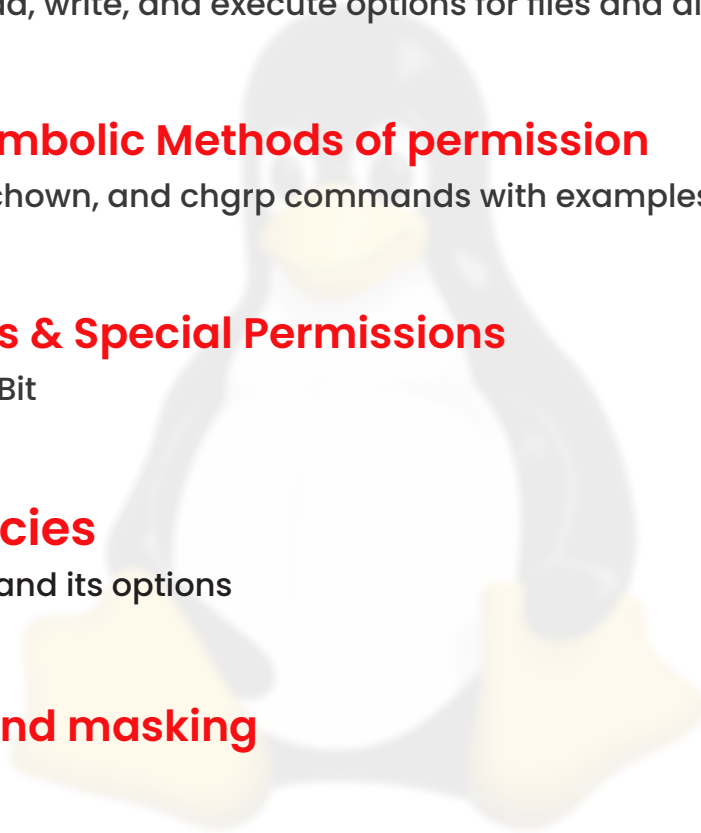 write, and execute options for files and
mbolic Methods of permission
chown, and chgrp commands with examples
s & Special Permissions
Bit
cies
and its options
nd masking